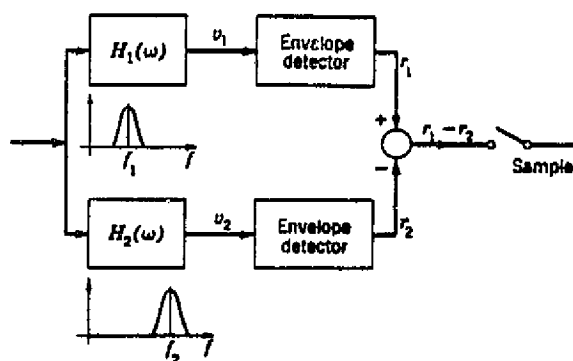 H₁(ω)
v₁
Envelope
detector
r₁
f₁
f
+
−
r₁ − r₂
Sample
H₂(ω)
v₂
Envelope
detector
r₂
f₂
f